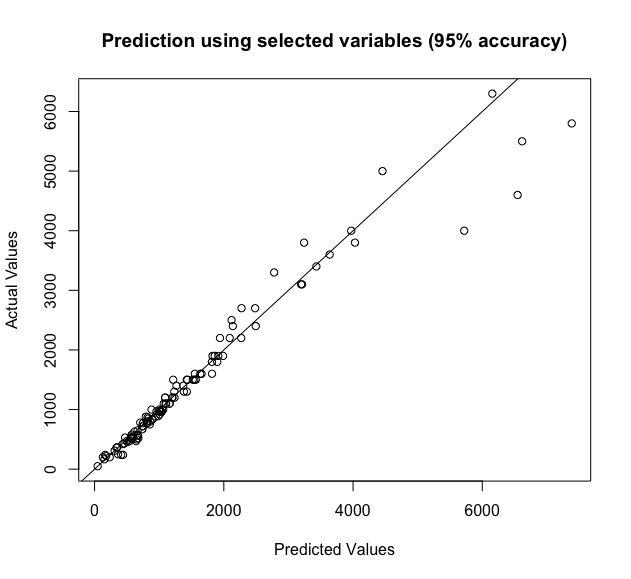 Prediction using selected variables (95% accuracy)
Actual Values
6000
5000
4000
3000
2000
1000
0
0 2000 4000 6000
Predicted Values